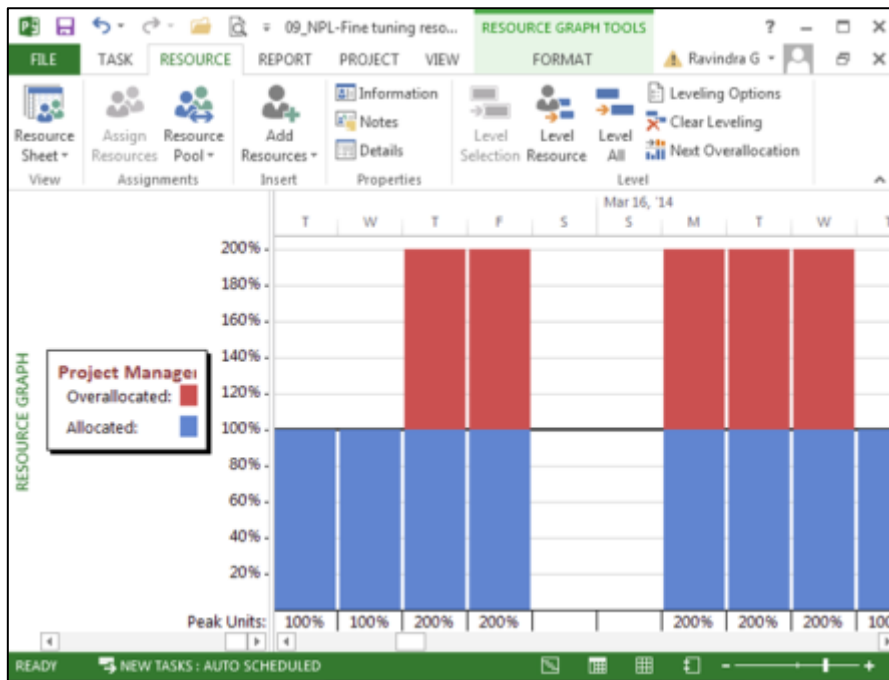 09_NPL-Fine tuning reso...
RESOURCE GRAPH TOOLS
?
FILE TASK RESOURCE REPORT PROJECT VIEW FORMAT Ravindra G
Resource Sheet
Assign Resources
Resource Pool
Add Resources
Information
Notes
Details
Level Selection
Level Resource
Level All
Leveling Options
Clear Leveling
Next Overallocation
View Assignments Insert Properties Level
Mar 16, '14
T W T F S S M T W T
200%
180%
160%
140%
120%
100%
80%
60%
40%
20%
RESOURCE GRAPH
Project Manager
Overallocated:
Allocated:
Peak Units: 100% 100% 200% 200% 200% 200% 200% 100
READY NEW TASKS : AUTO SCHEDULED